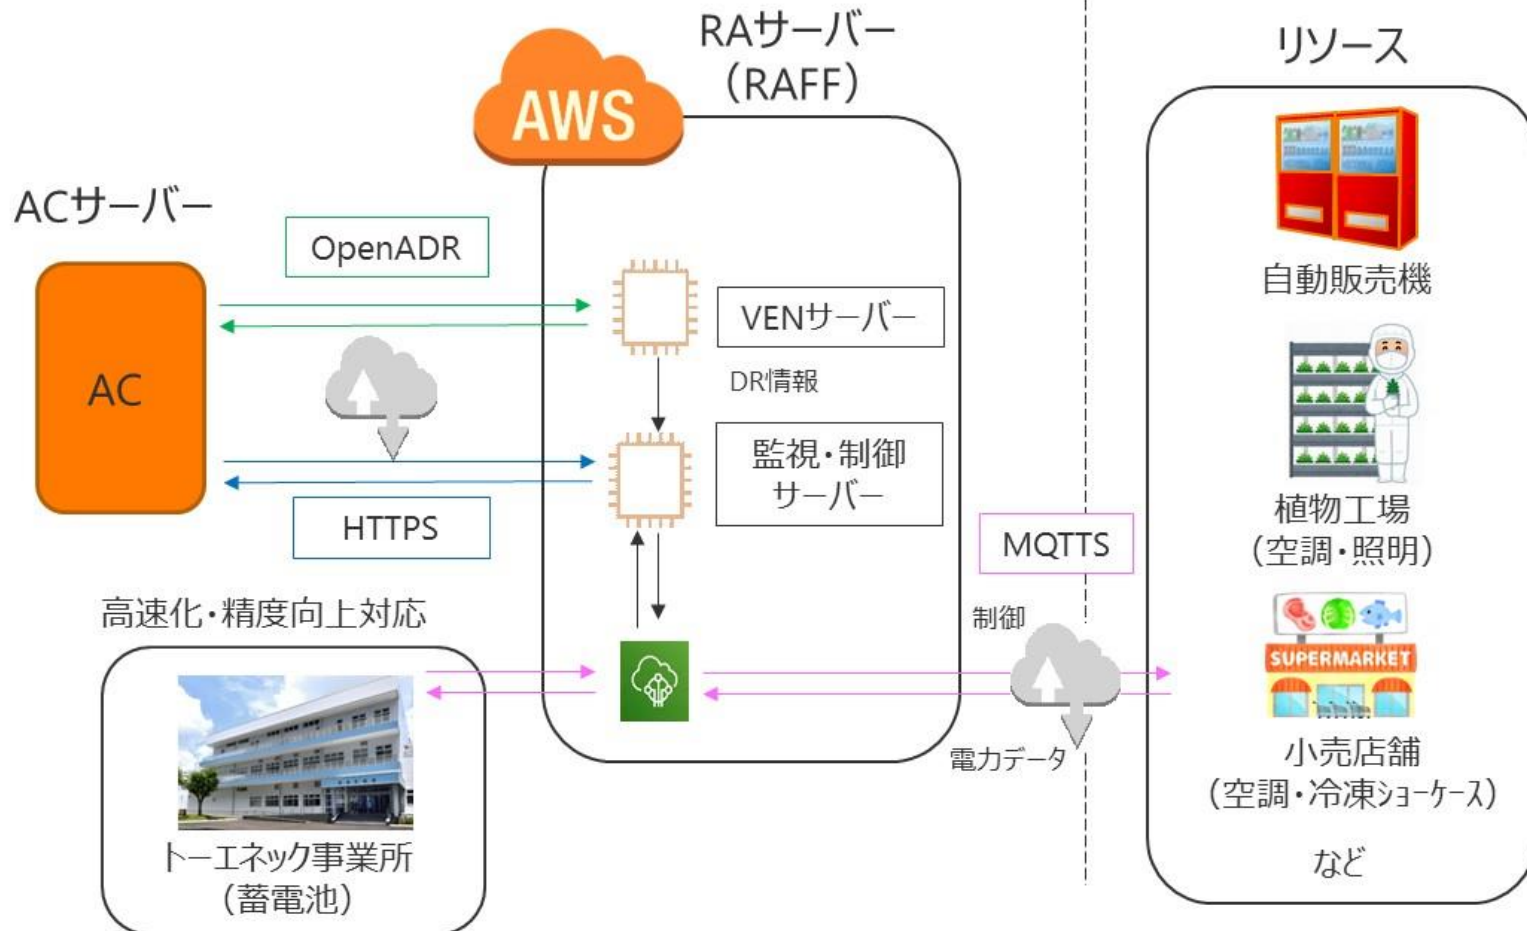 RAサーバー
（RAFF）
リソース
AWS
ACサーバー
OpenADR
AC
VENサーバー
DR情報
監視・制御
サーバー
HTTPS
MQTTS
制御
電力データ
高速化・精度向上対応
トーエネック事業所
（蓄電池）
自動販売機
植物工場
（空調・照明）
SUPERMARKET
小売店舗
（空調・冷凍ｼｮｰｹｰｽ）
など